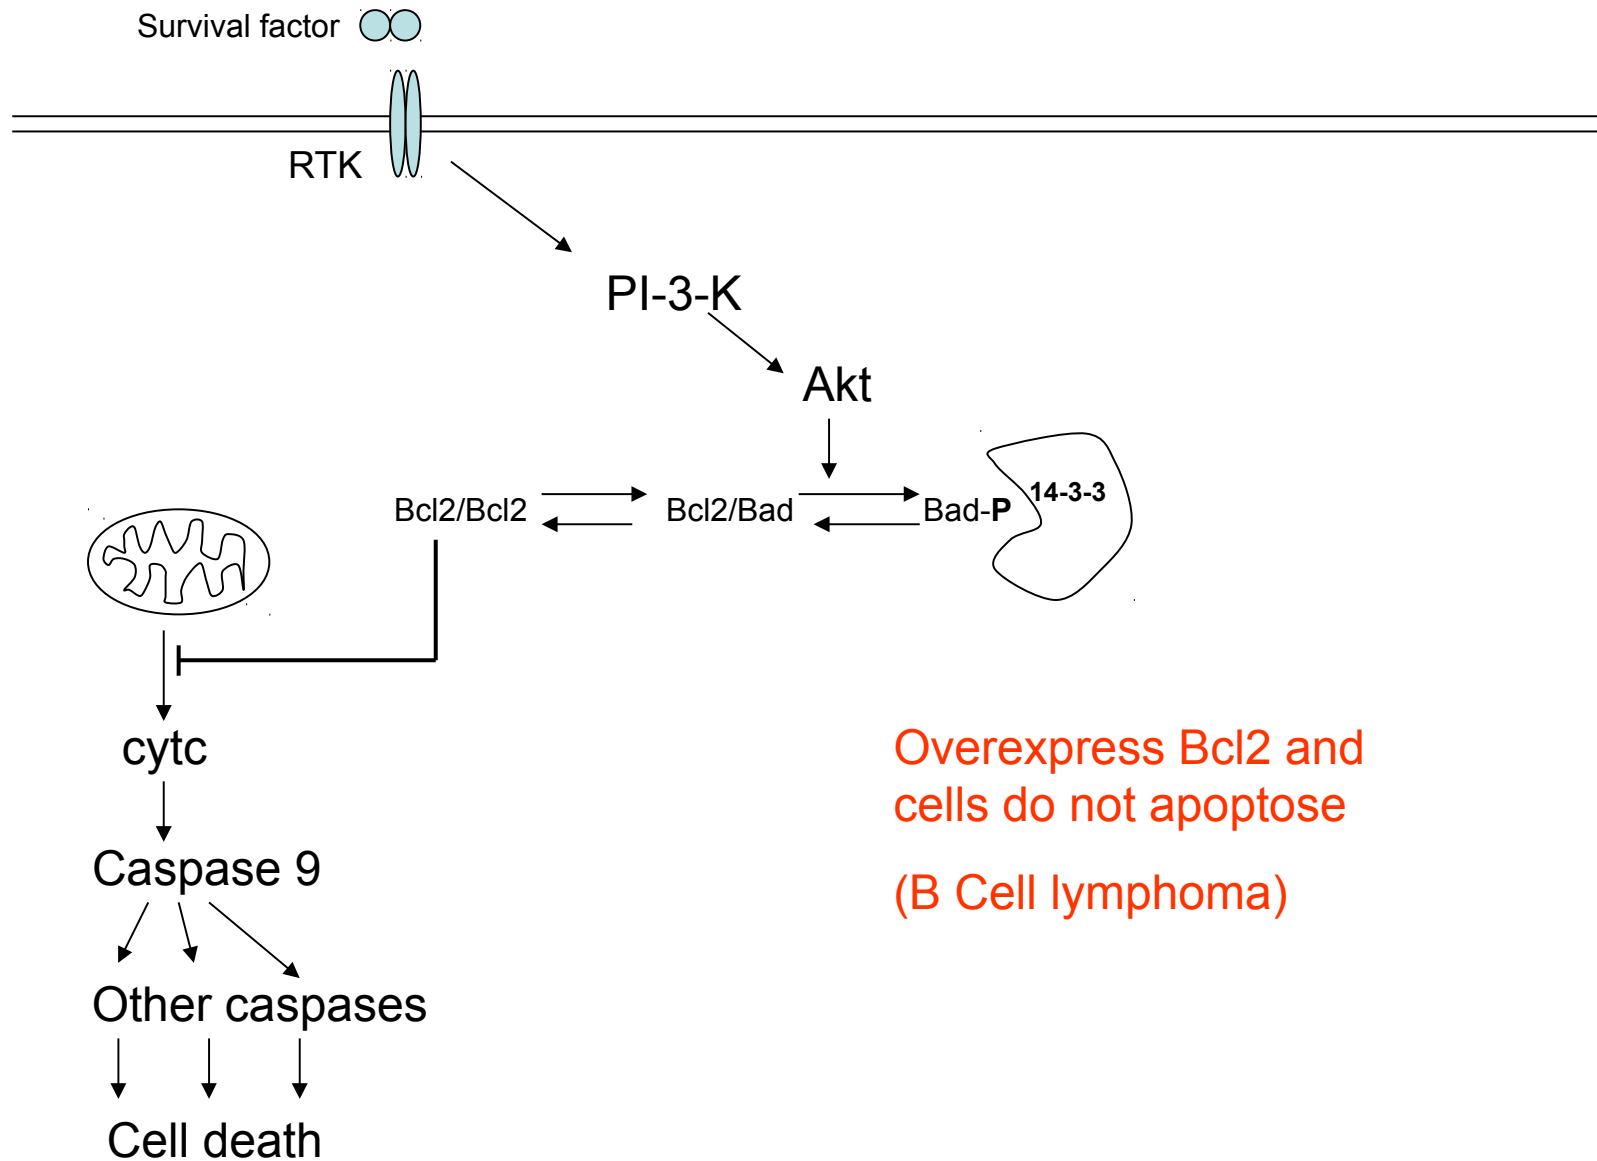 Survival factor
RTK
PI-3-K
Akt
Bcl2/Bcl2
Bcl2/Bad
Bad-P
14-3-3
cytc
Caspase 9
Other caspases
Cell death
Overexpress Bcl2 and
cells do not apoptose
(B Cell lymphoma)